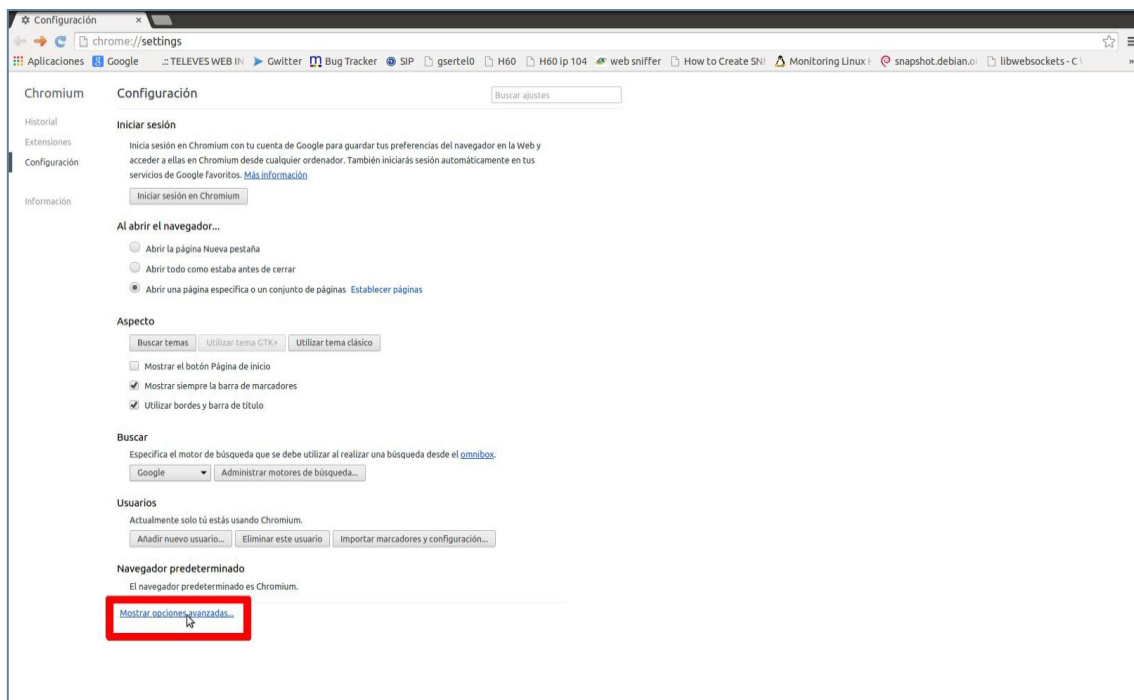 Configuración
chrome://settings
Aplicaciones Google .:: TELEVES WEB IN Gwitter Bug Tracker SIP gsertel0 H60 H60 ip 104 web sniffer How to Create SN Monitoring Linux snapshot.debian.o libwebsockets - C
Chromium
Historial
Extensiones
Configuración
Información
Configuración
Buscar ajustes
Iniciar sesión
Inicia sesión en Chromium con tu cuenta de Google para guardar tus preferencias del navegador en la Web y
acceder a ellas en Chromium desde cualquier ordenador. También iniciarás sesión automáticamente en tus
servicios de Google favoritos. Más información
Iniciar sesión en Chromium
Al abrir el navegador...
Abrir la página Nueva pestaña
Abrir todo como estaba antes de cerrar
Abrir una página específica o un conjunto de páginas Establecer páginas
Aspecto
Buscar temas Utilizar tema GTK+ Utilizar tema clásico
Mostrar el botón Página de inicio
Mostrar siempre la barra de marcadores
Utilizar bordes y barra de título
Buscar
Especifica el motor de búsqueda que se debe utilizar al realizar una búsqueda desde el omnibox.
Google Administrar motores de búsqueda...
Usuarios
Actualmente solo tú estás usando Chromium.
Añadir nuevo usuario... Eliminar este usuario Importar marcadores y configuración...
Navegador predeterminado
El navegador predeterminado es Chromium.
Mostrar opciones avanzadas...